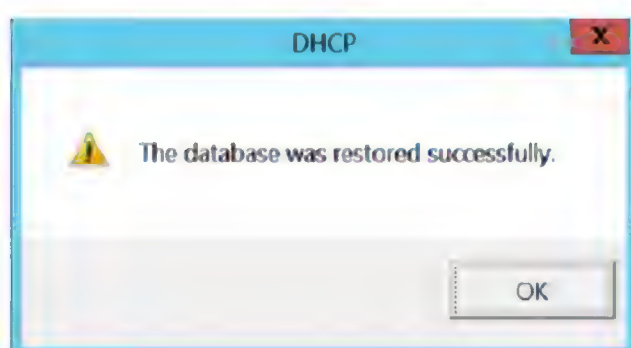 DHCP
The database was restored successfully.
OK